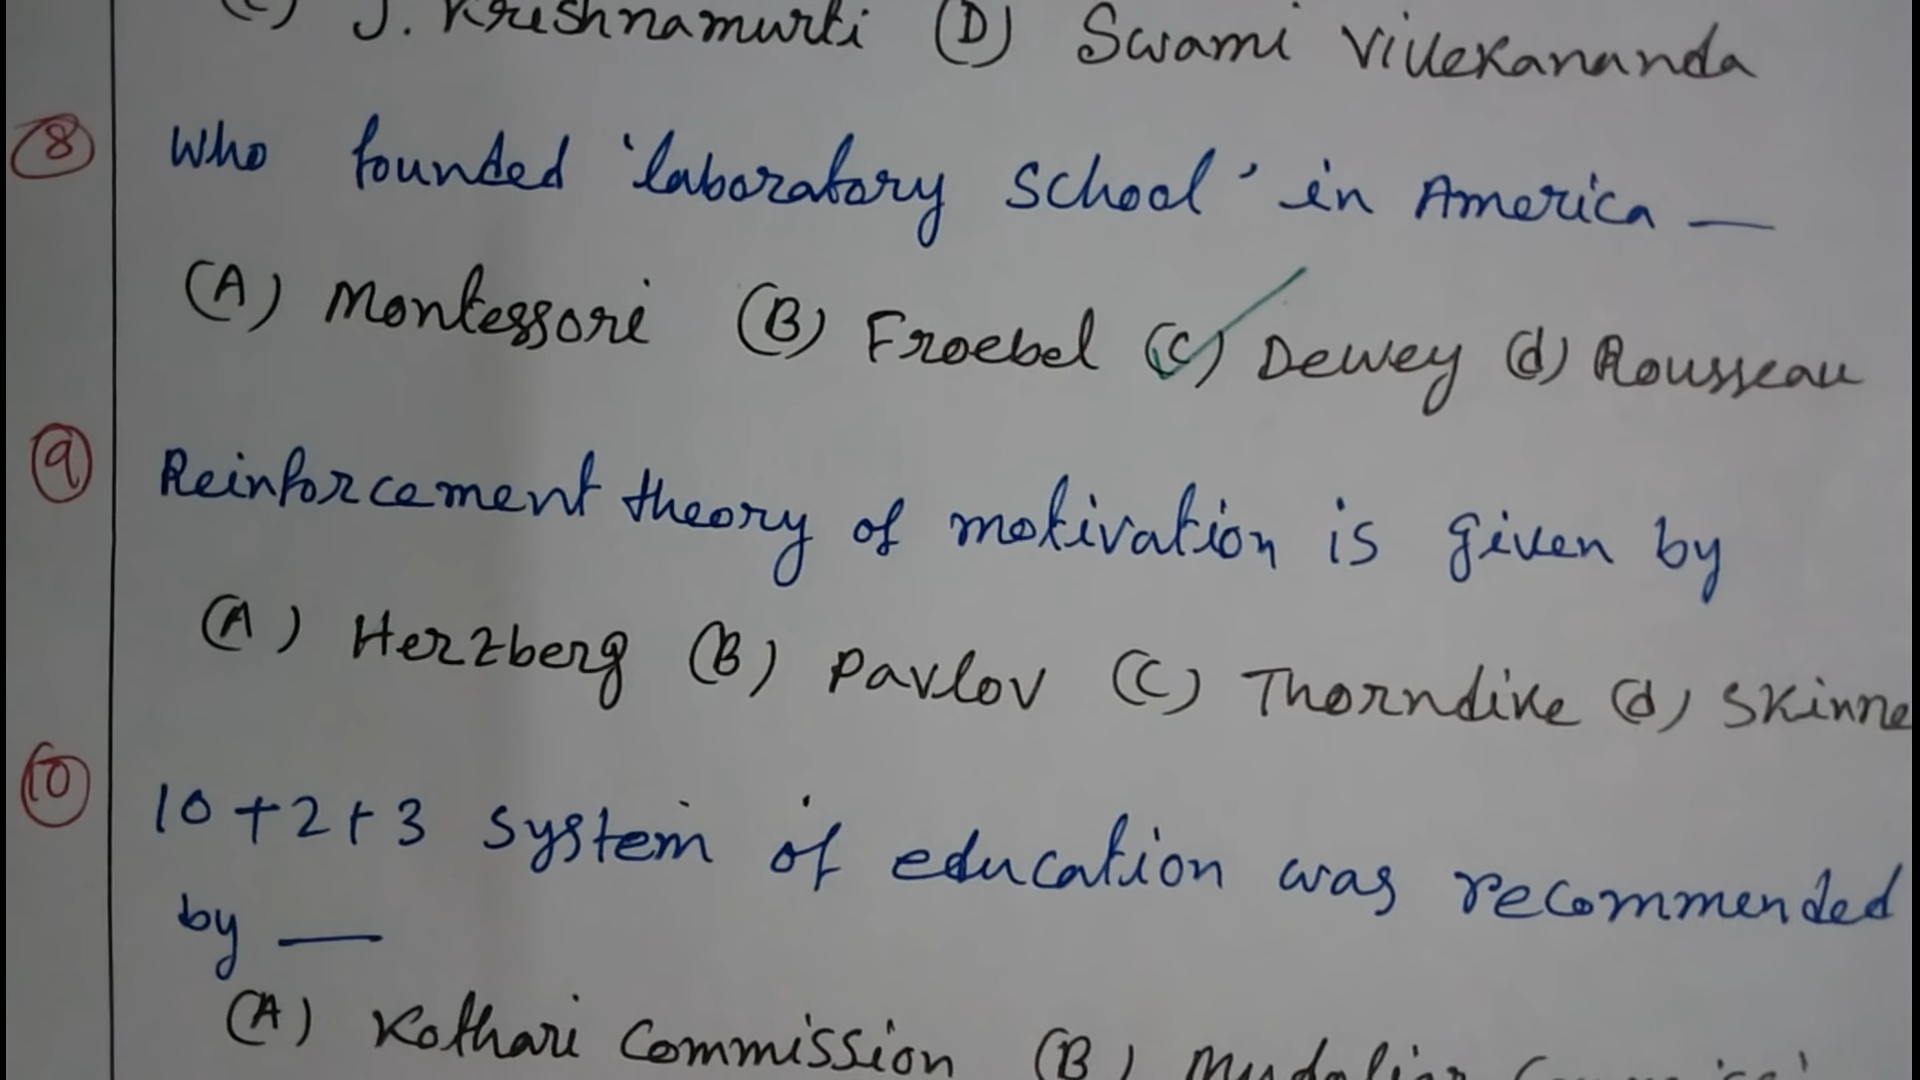 (C) J. Krishnamurti (D) Swami Vivekananda
8 Who founded 'laboratory school' in America —
(A) Montessori (B) Froebel (C) Dewey (d) Rousseau
9 Reinforcement theory of motivation is given by
(A) Herzberg (B) Pavlov (C) Thorndike (d) Skinne
10 10+2+3 system of education was recommended
by —
(A) Kothari Commission (B) Mudaliar